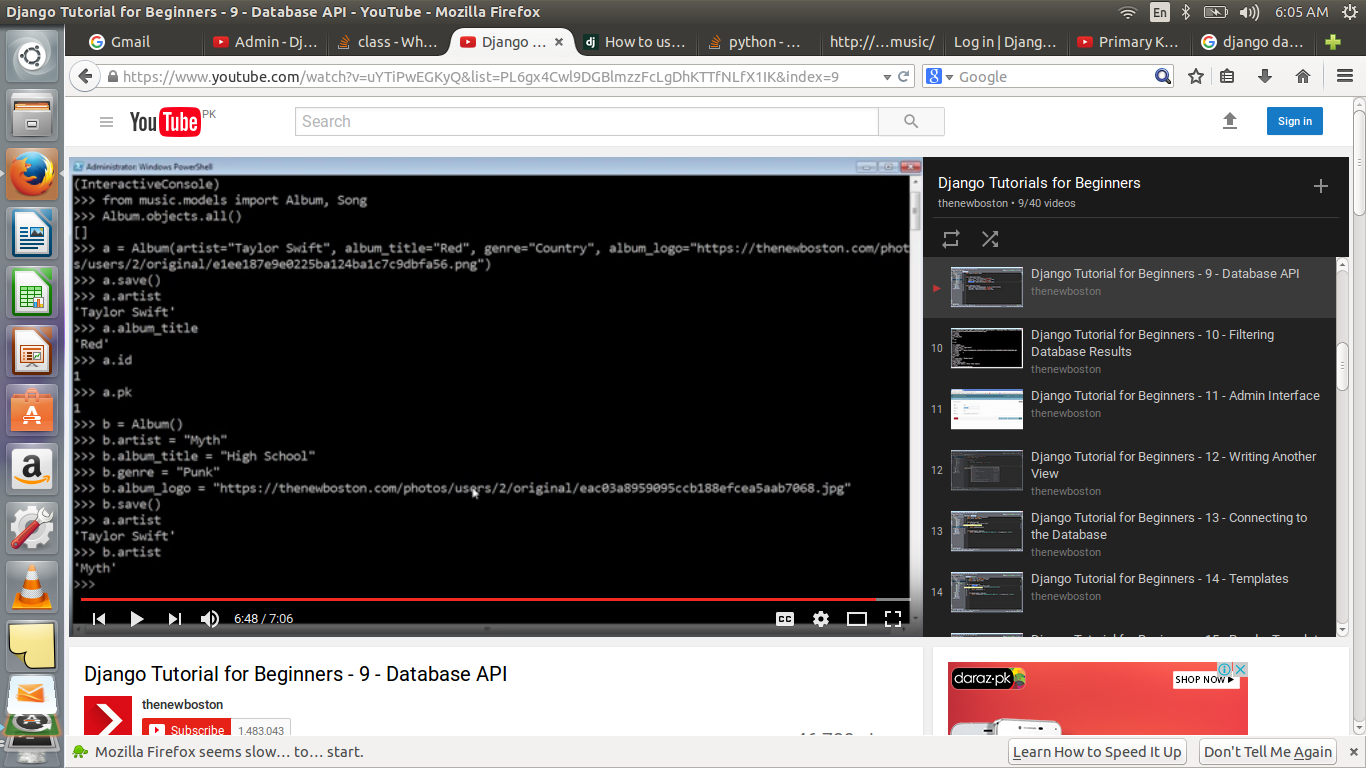 Django Tutorial for Beginners - 9 - Database API - YouTube - Mozilla Firefox
En
6:05 AM
Gmail
Admin - Dj...
class - Wh...
Django ...
How to us...
python - ...
http://...music/
Log in | Djang...
Primary K...
django da...
https://www.youtube.com/watch?v=uYTiPwEGKyQ&list=PL6gx4Cwl9DGBlmzzFcLgDhKTTfNLfX1IK&index=9
Google
YouTube PK
Search
Sign in
Administrator: Windows PowerShell
(InteractiveConsole)
>>> from music.models import Album, Song
>>> Album.objects.all()
[]
>>> a = Album(artist="Taylor Swift", album_title="Red", genre="Country", album_logo="https://thenewboston.com/phot
s/users/2/original/e1ee187e9e0225ba124ba1c7c9dbfa56.png")
>>> a.save()
>>> a.artist
'Taylor Swift'
>>> a.album_title
'Red'
>>> a.id
1
>>> a.pk
1
>>> b = Album()
>>> b.artist = "Myth"
>>> b.album_title = "High School"
>>> b.genre = "Punk"
>>> b.album_logo = "https://thenewboston.com/photos/users/2/original/eac03a8959095ccb188efcea5aab7068.jpg"
>>> b.save()
>>> a.artist
'Taylor Swift'
>>> b.artist
'Myth'
>>>
6:48 / 7:06
CC
Django Tutorials for Beginners
thenewboston • 9/40 videos
Django Tutorial for Beginners - 9 - Database API
thenewboston
10
Django Tutorial for Beginners - 10 - Filtering
Database Results
thenewboston
11
Django Tutorial for Beginners - 11 - Admin Interface
thenewboston
12
Django Tutorial for Beginners - 12 - Writing Another
View
thenewboston
13
Django Tutorial for Beginners - 13 - Connecting to
the Database
thenewboston
14
Django Tutorial for Beginners - 14 - Templates
thenewboston
Django Tutorial for Beginners - 9 - Database API
thenewboston
Subscribe
1,483,043
daraz.pk
SHOP NOW
Mozilla Firefox seems slow... to... start.
Learn How to Speed It Up
Don't Tell Me Again